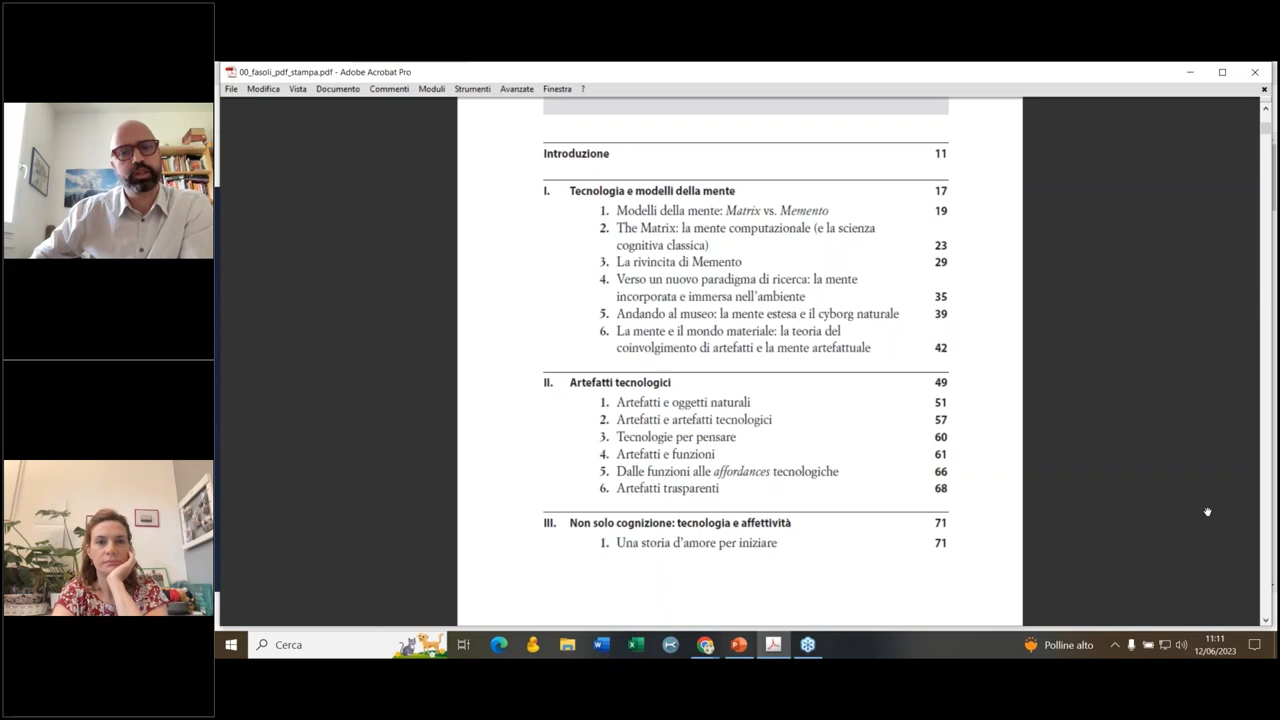 00_fasoli_pdf_stampa.pdf - Adobe Acrobat Pro
File Modifica Vista Documento Commenti Moduli Strumenti Avanzate Finestra ?
Introduzione 11
I. Tecnologia e modelli della mente 17
1. Modelli della mente: Matrix vs. Memento 19
2. The Matrix: la mente computazionale (e la scienza
cognitiva classica) 23
3. La rivincita di Memento 29
4. Verso un nuovo paradigma di ricerca: la mente
incorporata e immersa nell'ambiente 35
5. Andando al museo: la mente estesa e il cyborg naturale 39
6. La mente e il mondo materiale: la teoria del
coinvolgimento di artefatti e la mente artefattuale 42
II. Artefatti tecnologici 49
1. Artefatti e oggetti naturali 51
2. Artefatti e artefatti tecnologici 57
3. Tecnologie per pensare 60
4. Artefatti e funzioni 61
5. Dalle funzioni alle affordances tecnologiche 66
6. Artefatti trasparenti 68
III. Non solo cognizione: tecnologia e affettività 71
1. Una storia d'amore per iniziare 71
Cerca
Polline alto
11:11
12/06/2023